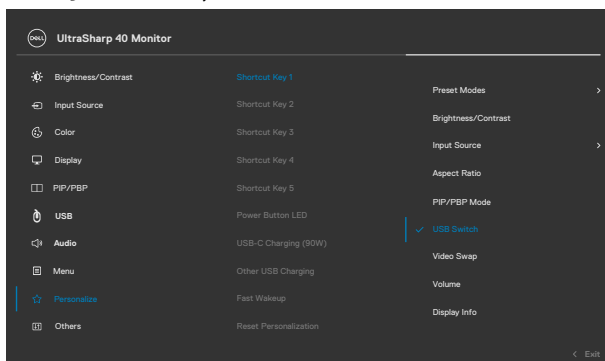 DELL UltraSharp 40 Monitor
Brightness/Contrast
Input Source
Color
Display
PIP/PBP
USB
Audio
Menu
Personalize
Others
Shortcut Key 1
Shortcut Key 2
Shortcut Key 3
Shortcut Key 4
Shortcut Key 5
Power Button LED
USB-C Charging (90W)
Other USB Charging
Fast Wakeup
Reset Personalization
Preset Modes
Brightness/Contrast
Input Source
Aspect Ratio
PIP/PBP Mode
USB Switch
Video Swap
Volume
Display Info
Exit